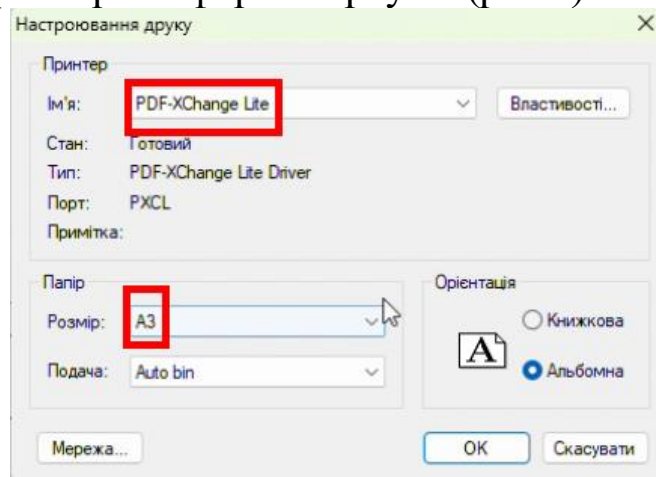 Настроювання друку
Принтер
Ім'я: PDF-XChange Lite Властивості...
Стан: Готовий
Тип: PDF-XChange Lite Driver
Порт: PXCL
Примітка:
Папір
Розмір: A3
Подача: Auto bin
Орієнтація
A
Книжкова
Альбомна
Мережа... OK Скасувати